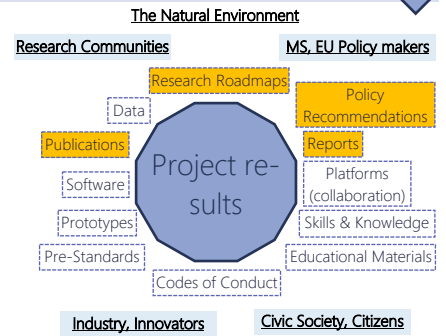 The Natural Environment
Research Communities
MS, EU Policy makers
Research Roadmaps
Data
Policy
Recommendations
Publications
Reports
Project re-
sults
Software
Platforms
(collaboration)
Prototypes
Skills & Knowledge
Pre-Standards
Educational Materials
Codes of Conduct
Industry, Innovators
Civic Society, Citizens